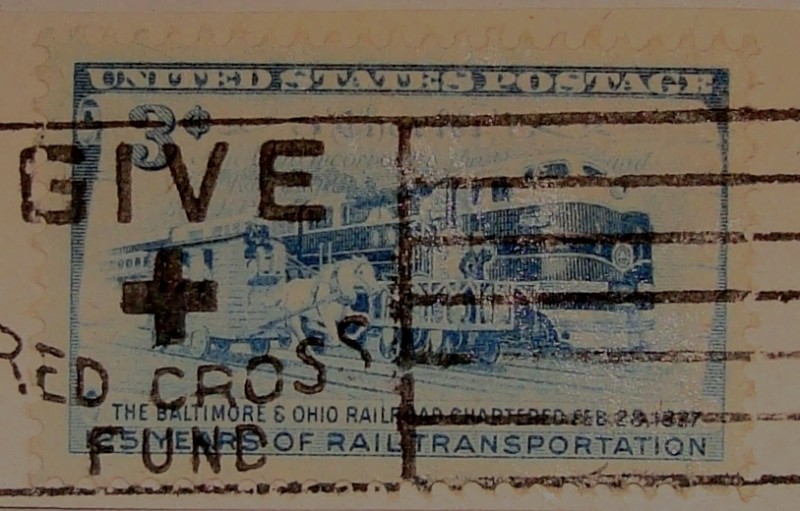 UNITED STATES POSTAGE
3¢
GIVE
RED CROSS
THE BALTIMORE & OHIO RAILROAD CHARTERED FEB. 28, 1827
FUND
125 YEARS OF RAIL TRANSPORTATION